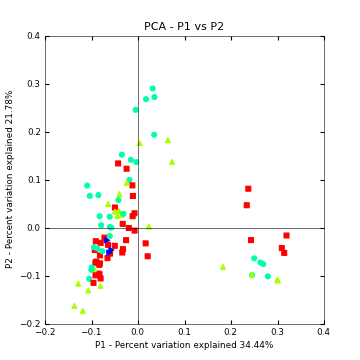 PCA - P1 vs P2
0.4
0.3
0.2
0.1
0.0
−0.1
−0.2
P2 - Percent variation explained 21.78%
−0.2 −0.1 0.0 0.1 0.2 0.3 0.4
P1 - Percent variation explained 34.44%